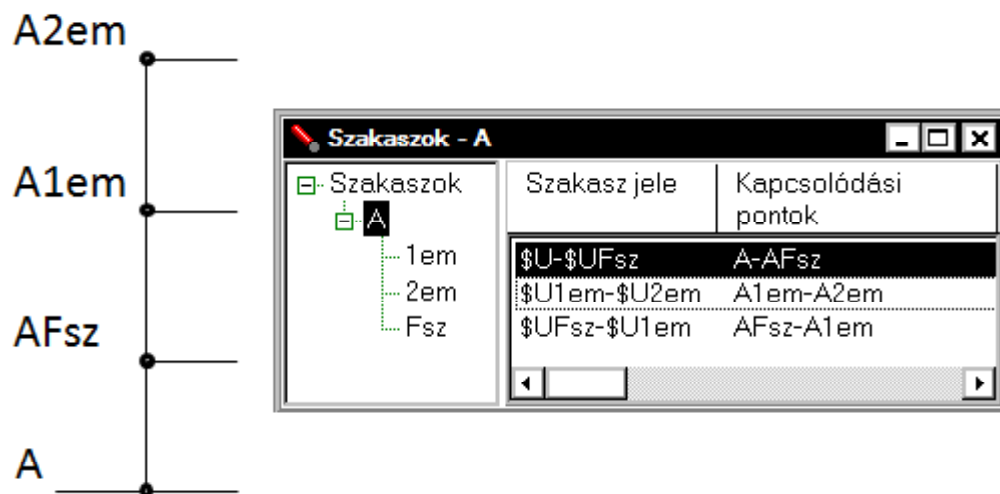 A2em
A1em
AFsz
A
Szakaszok - A
Szakaszok
A
1em
2em
Fsz
Szakasz jele
Kapcsolódási
pontok
$U-$UFsz A-AFsz
$U1em-$U2em A1em-A2em
$UFsz-$U1em AFsz-A1em